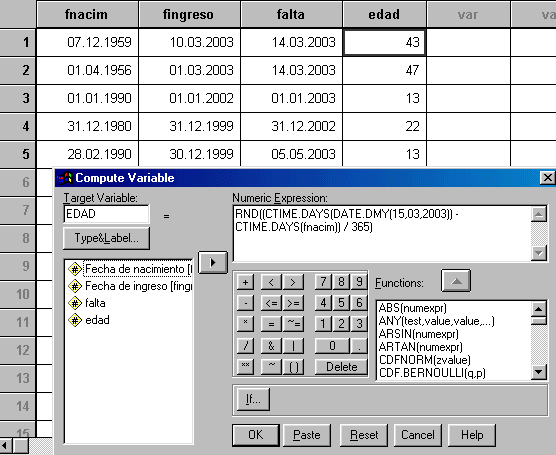 fnacim fingreso falta edad var va
1 07.12.1959 10.03.2003 14.03.2003 43
2 01.04.1956 01.03.2003 14.03.2003 47
3 01.01.1990 01.01.2002 01.01.2003 13
4 31.12.1980 31.12.1999 31.12.2002 22
5 28.02.1990 30.12.1999 05.05.2003 13
6
7
8
9
10
11
12
13
14
15
Compute Variable
Target Variable:
EDAD =
Type&Label...
Numeric Expression:
RND((CTIME.DAYS(DATE.DMY(15,03,2003)) -
CTIME.DAYS(fnacim)) / 365)
Fecha de nacimiento [f
Fecha de ingreso [fingr
falta
edad
+ < > 7 8 9
- <= >= 4 5 6
* = ~= 1 2 3
/ & | 0 .
** ~ ( ) Delete
Functions:
ABS(numexpr)
ANY(test,value,value,...)
ARSIN(numexpr)
ARTAN(numexpr)
CDFNORM(zvalue)
CDF.BERNOULLI(q,p)
If...
OK Paste Reset Cancel Help